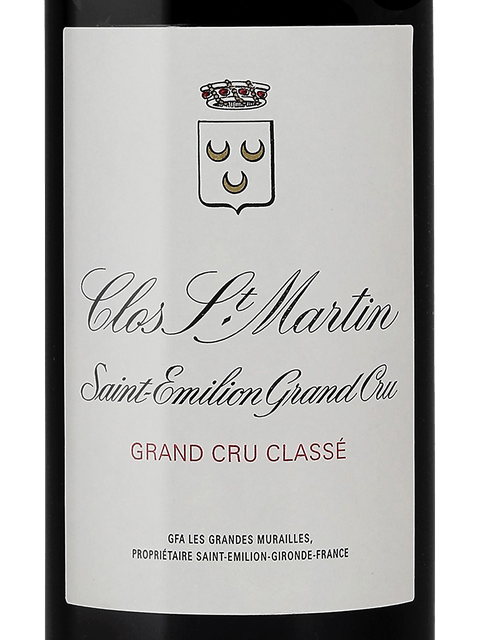 Clos St. Martin
Saint-Emilion Grand Cru
GRAND CRU CLASSÉ
GFA LES GRANDES MURAILLES,
PROPRIÉTAIRE SAINT-EMILION-GIRONDE-FRANCE